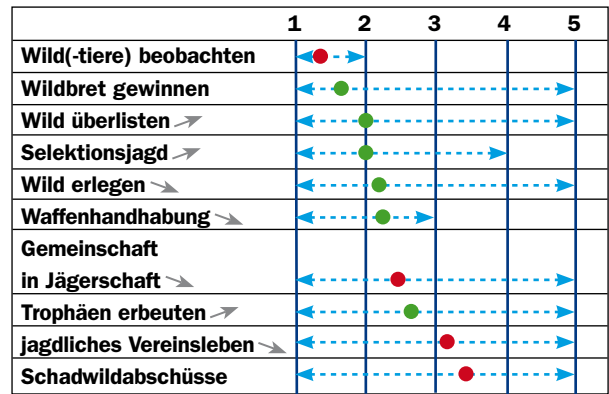 1 2 3 4 5
Wild(-tiere) beobachten
Wildbret gewinnen
Wild überlisten
Selektionsjagd
Wild erlegen
Waffenhandhabung
Gemeinschaft
in Jägerschaft
Trophäen erbeuten
jagdliches Vereinsleben
Schadwildabschüsse